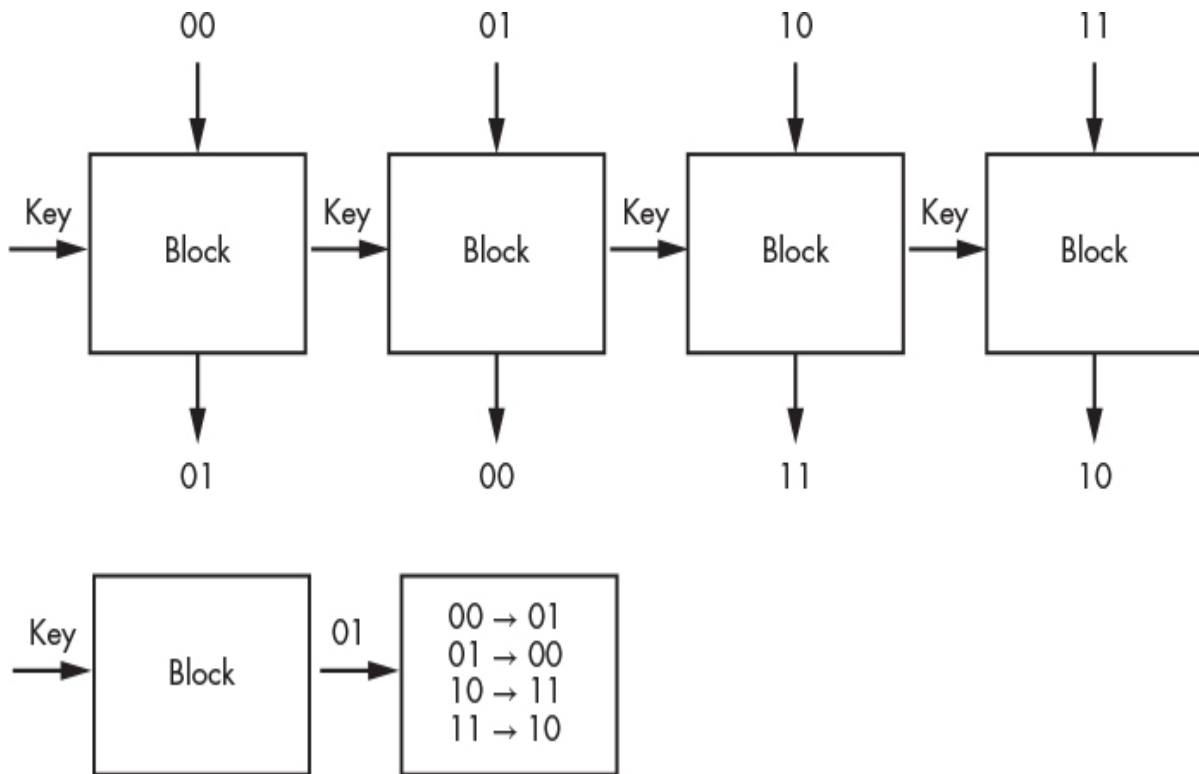 00 01 10 11
Key Key Key Key
Block Block Block Block
01 00 11 10
Key 01
Block
00 → 01
01 → 00
10 → 11
11 → 10